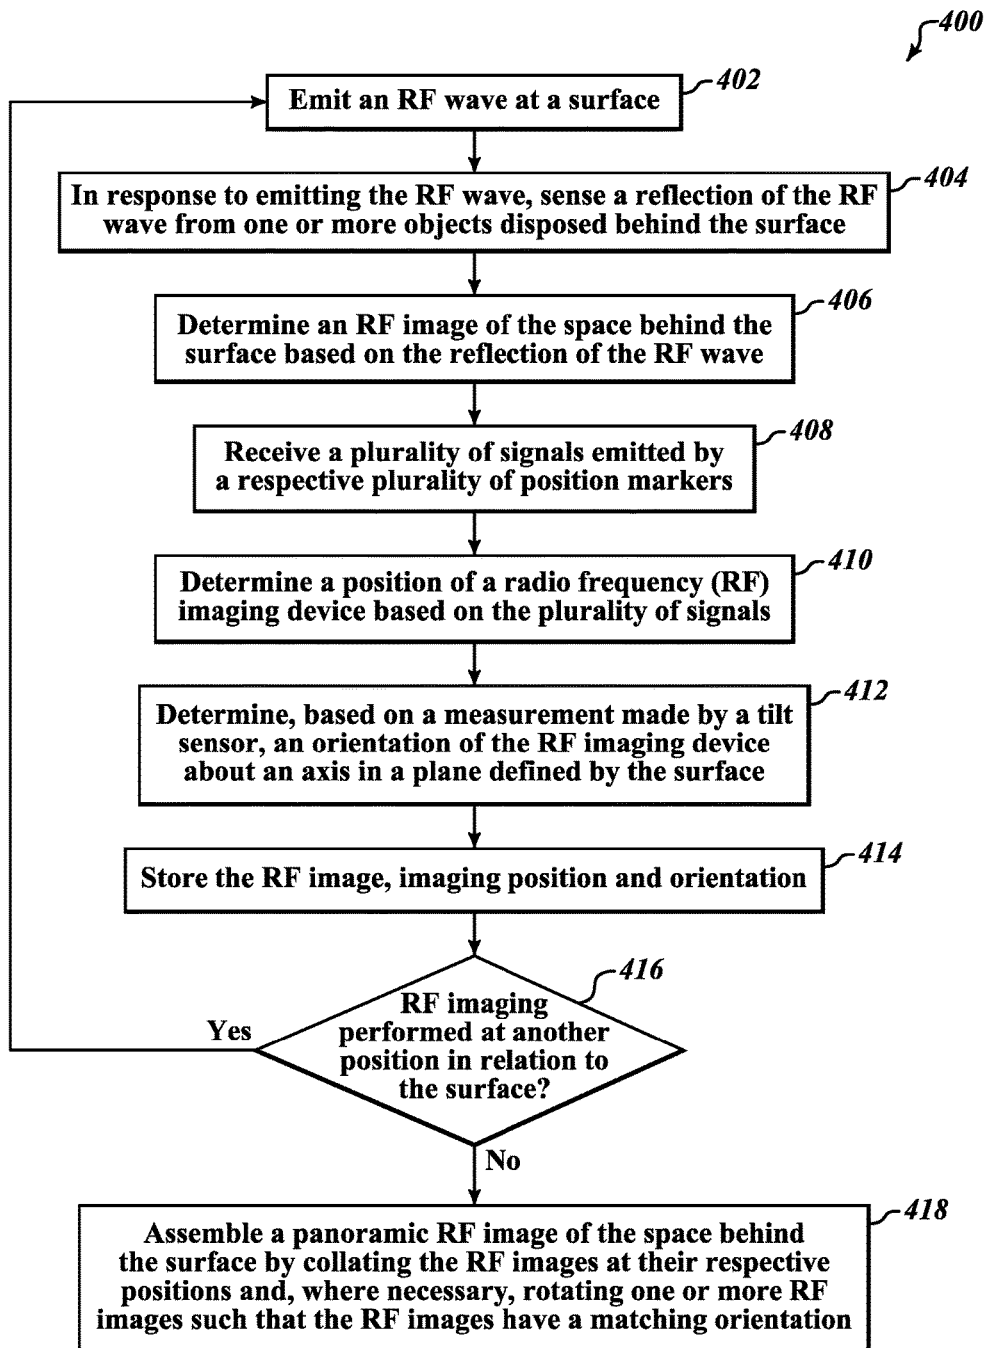 400
402
Emit an RF wave at a surface
404
In response to emitting the RF wave, sense a reflection of the RF
wave from one or more objects disposed behind the surface
406
Determine an RF image of the space behind the
surface based on the reflection of the RF wave
408
Receive a plurality of signals emitted by
a respective plurality of position markers
410
Determine a position of a radio frequency (RF)
imaging device based on the plurality of signals
412
Determine, based on a measurement made by a tilt
sensor, an orientation of the RF imaging device
about an axis in a plane defined by the surface
414
Store the RF image, imaging position and orientation
416
RF imaging
performed at another
position in relation to
the surface?
Yes
No
418
Assemble a panoramic RF image of the space behind
the surface by collating the RF images at their respective
positions and, where necessary, rotating one or more RF
images such that the RF images have a matching orientation